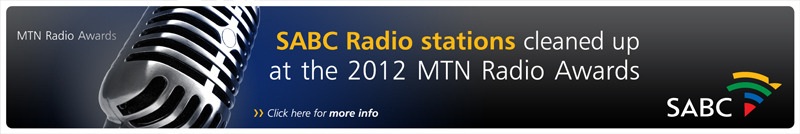 MTN Radio Awards
SABC Radio stations cleaned up
at the 2012 MTN Radio Awards
›› Click here for more info
SABC